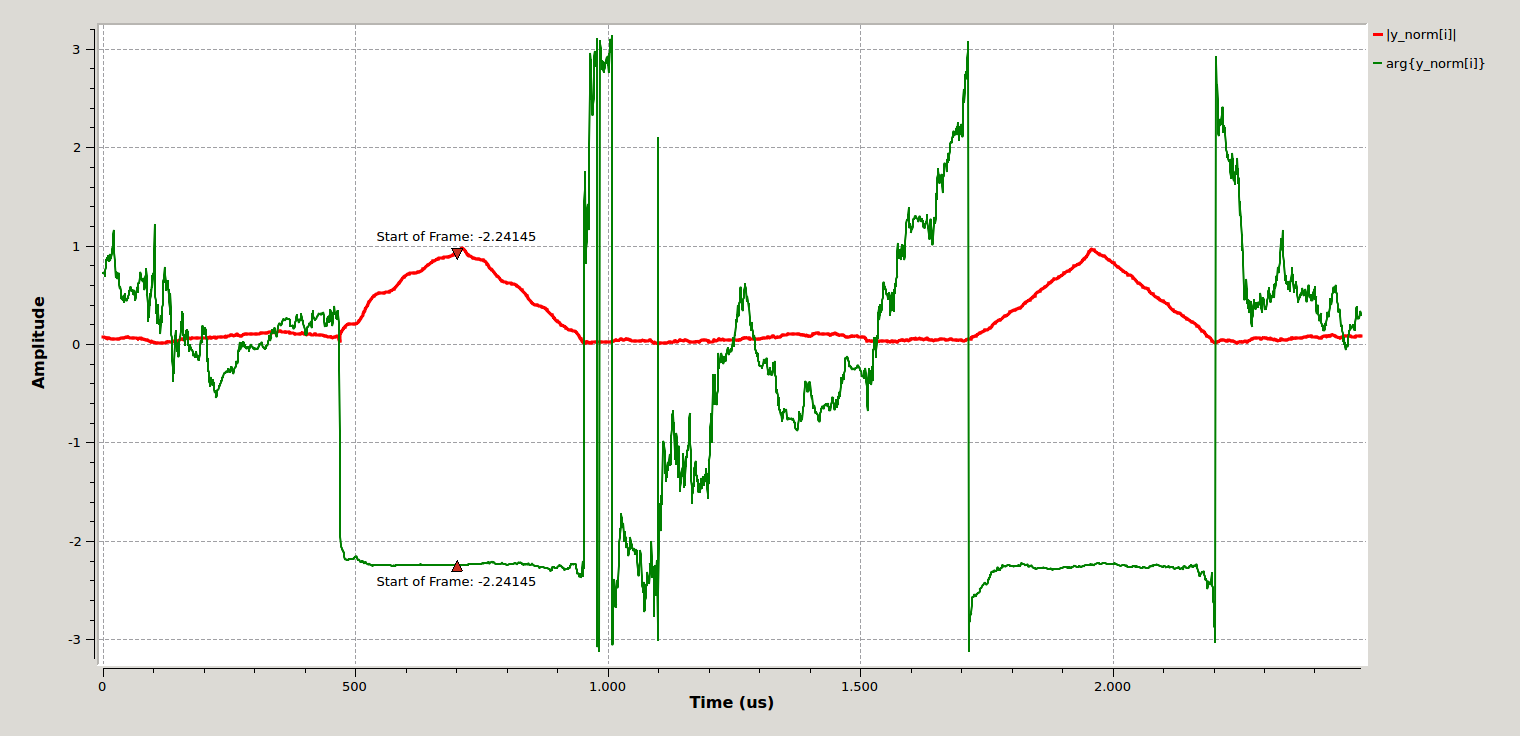 |y_norm[i]|
arg{y_norm[i]}
3
2
1
0
-1
-2
-3
Amplitude
Start of Frame: -2.24145
Start of Frame: -2.24145
0
500
1.000
1.500
2.000
Time (us)